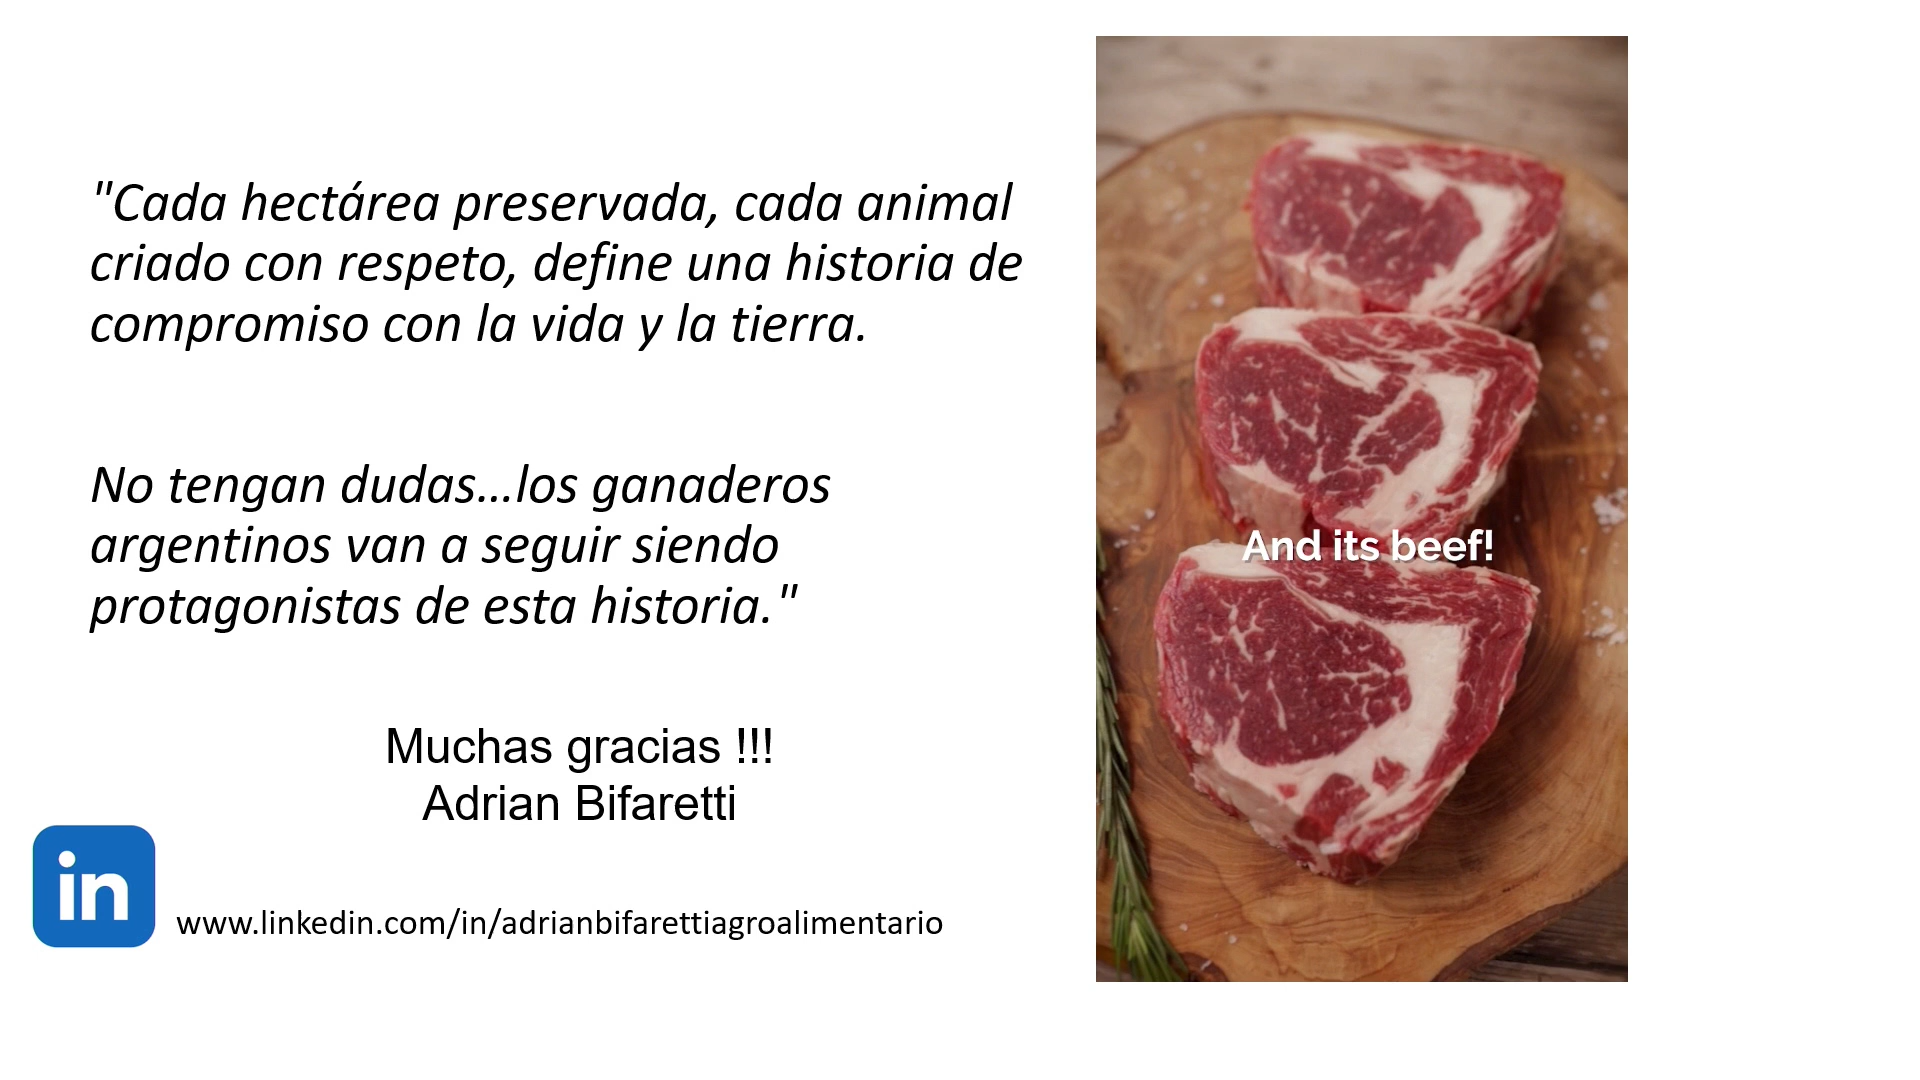 "Cada hectárea preservada, cada animal
criado con respeto, define una historia de
compromiso con la vida y la tierra.
No tengan dudas...los ganaderos
argentinos van a seguir siendo
protagonistas de esta historia."
Muchas gracias !!!
Adrian Bifaretti
in
www.linkedin.com/in/adrianbifarettiagroalimentario
And its beef!